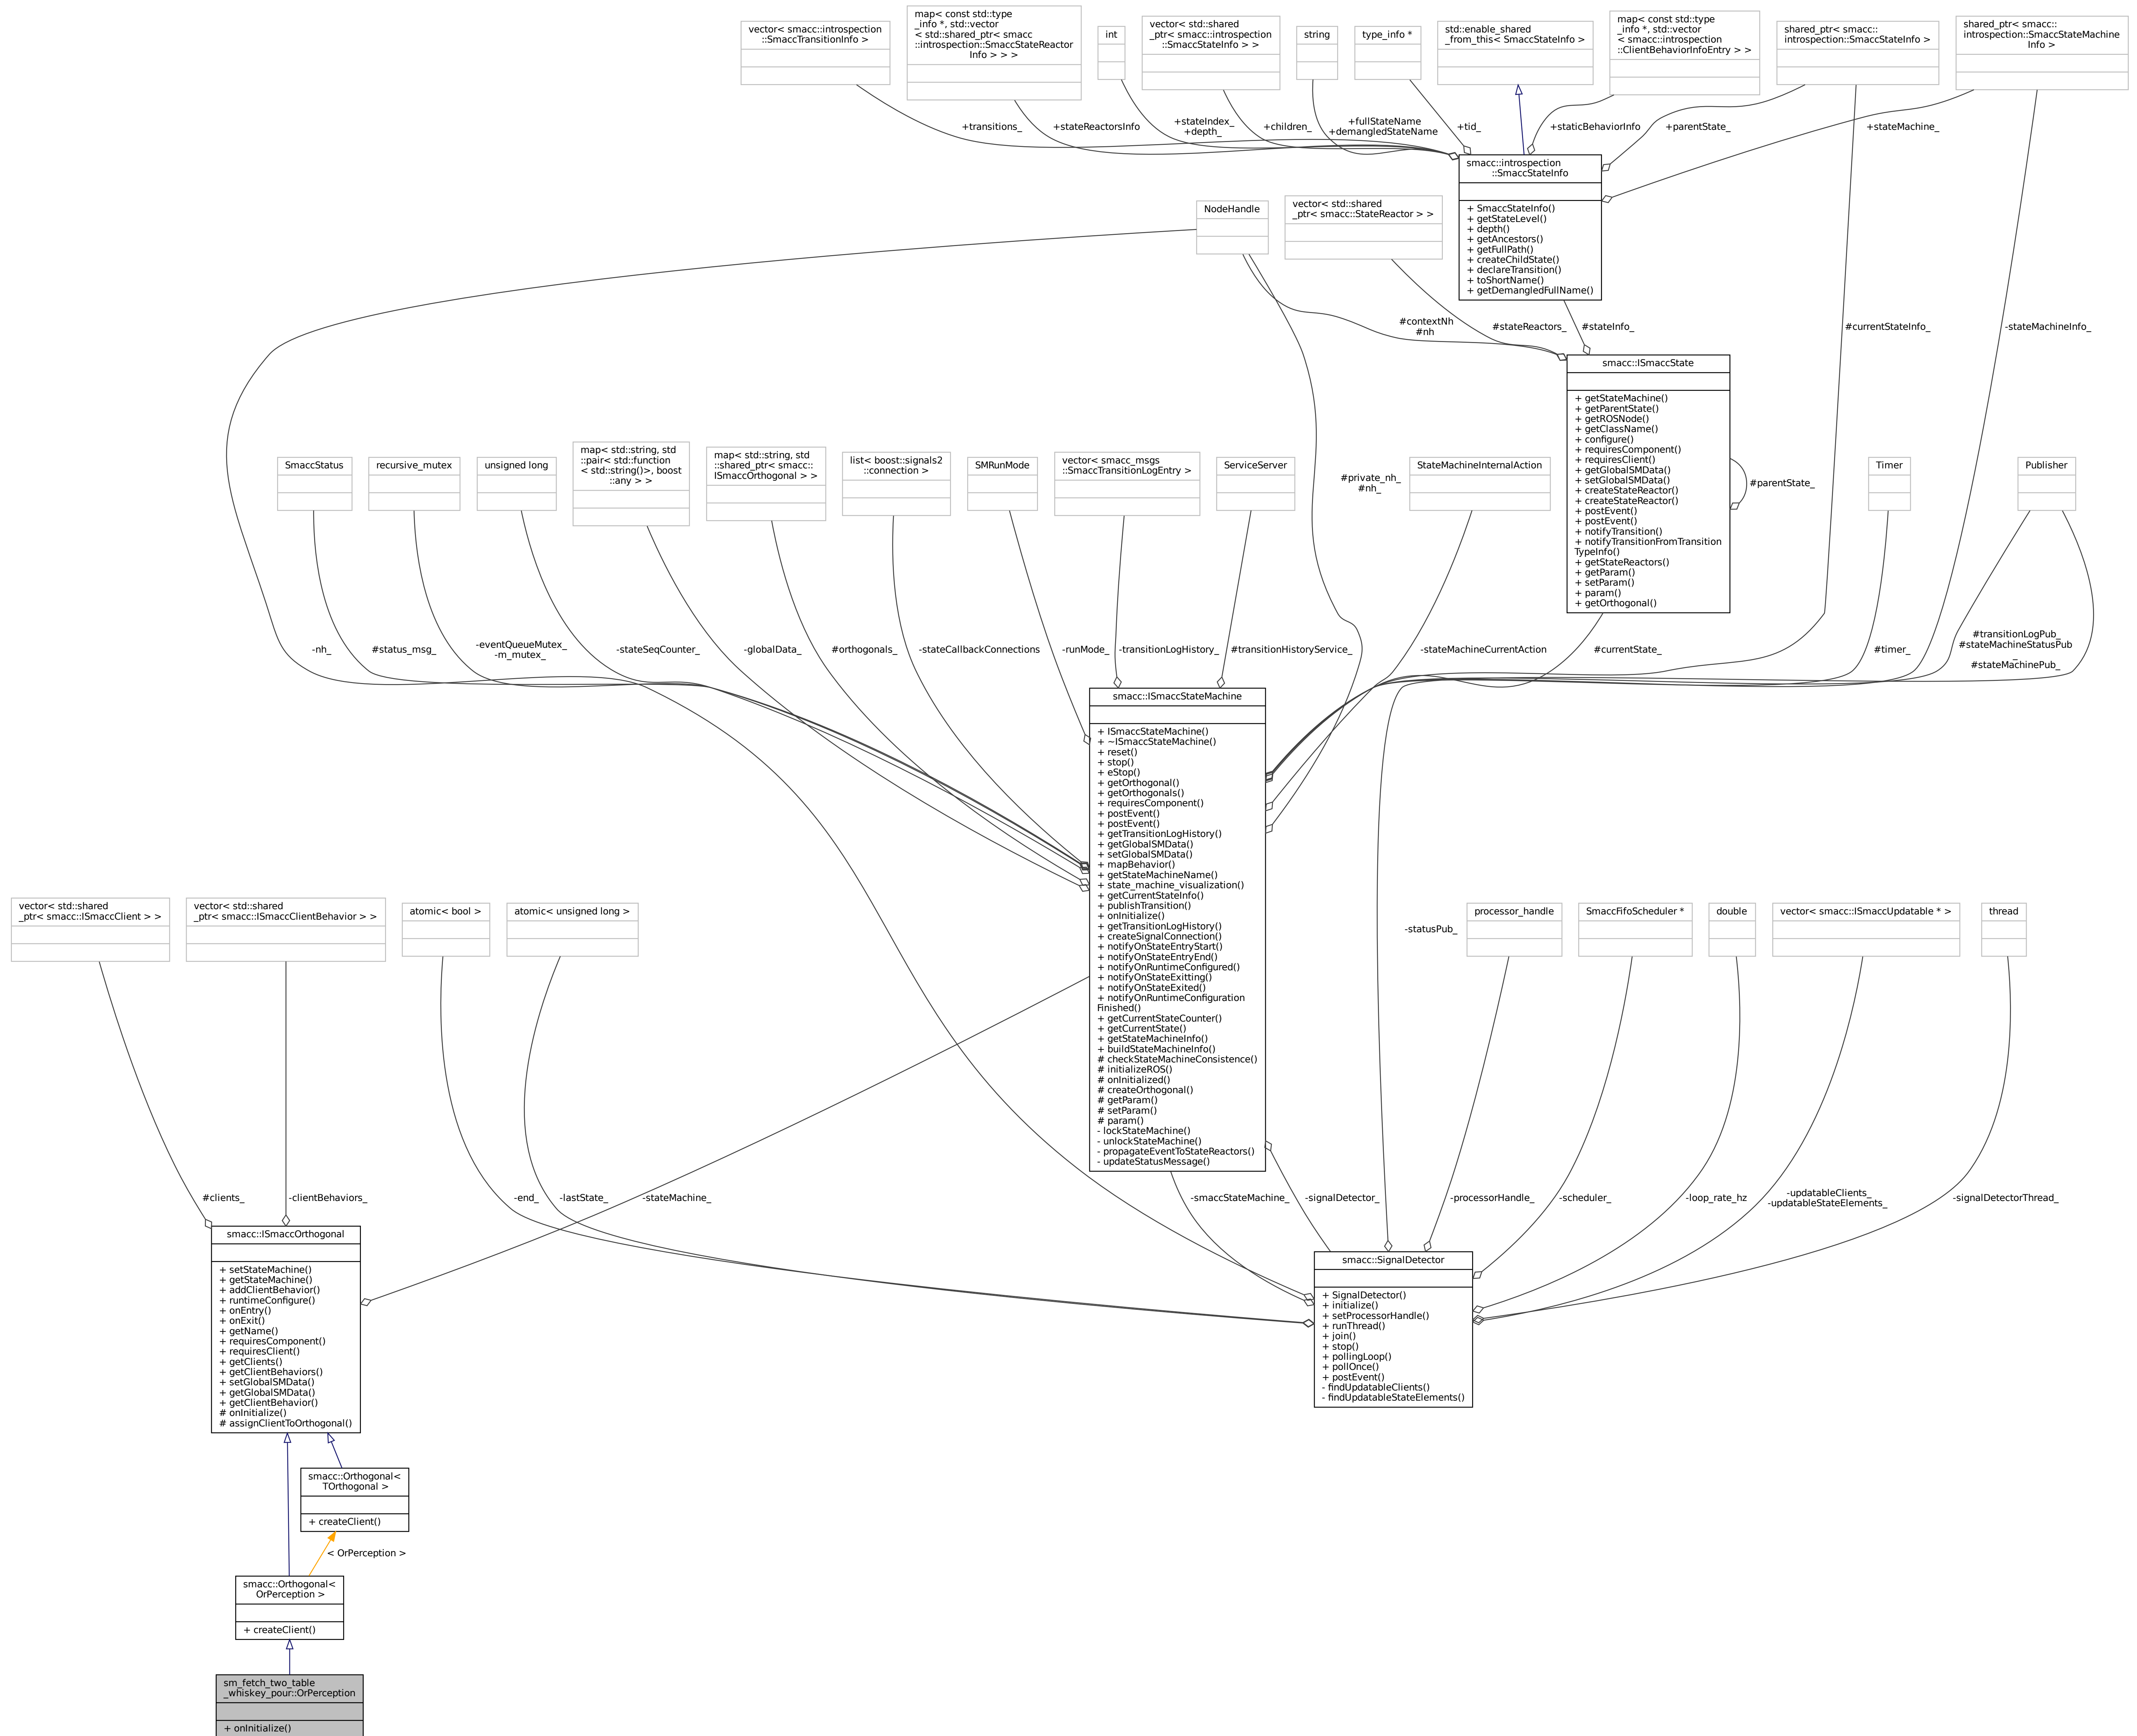 vector< smacc::introspection
::SmaccTransitionInfo >
map< const std::type
_info *, std::vector
< std::shared_ptr< smacc
::introspection::SmaccStateReactor
Info > > >
int
vector< std::shared
_ptr< smacc::introspection
::SmaccStateInfo > >
string
type_info *
std::enable_shared
_from_this< SmaccStateInfo >
map< const std::type
_info *, std::vector
< smacc::introspection
::ClientBehaviorInfoEntry > >
shared_ptr< smacc::
introspection::SmaccStateInfo >
shared_ptr< smacc::
introspection::SmaccStateMachine
Info >
+transitions_
+stateReactorsInfo
+stateIndex_
+depth_
+children_
+fullStateName
+demangledStateName
+tid_
+staticBehaviorInfo
+parentState_
+stateMachine_
smacc::introspection
::SmaccStateInfo
+ SmaccStateInfo()
+ getStateLevel()
+ depth()
+ getAncestors()
+ getFullPath()
+ createChildState()
+ declareTransition()
+ toShortName()
+ getDemangledFullName()
NodeHandle
vector< std::shared
_ptr< smacc::StateReactor > >
#contextNh
#nh
#stateReactors_
#stateInfo_
#currentStateInfo_
-stateMachineInfo_
smacc::ISmaccState
+ getStateMachine()
+ getParentState()
+ getROSNode()
+ getClassName()
+ configure()
+ requiresComponent()
+ requiresClient()
+ getGlobalSMData()
+ setGlobalSMData()
+ createStateReactor()
+ createStateReactor()
+ postEvent()
+ postEvent()
+ notifyTransition()
+ notifyTransitionFromTransition
TypeInfo()
+ getStateReactors()
+ getParam()
+ setParam()
+ param()
+ getOrthogonal()
#parentState_
SmaccStatus
recursive_mutex
unsigned long
map< std::string, std
::pair< std::function
< std::string()>, boost
::any > >
map< std::string, std
::shared_ptr< smacc::
ISmaccOrthogonal > >
list< boost::signals2
::connection >
SMRunMode
vector< smacc_msgs
::SmaccTransitionLogEntry >
ServiceServer
#private_nh_
#nh_
StateMachineInternalAction
Timer
Publisher
-nh_
#status_msg_
-eventQueueMutex_
-m_mutex_
-stateSeqCounter_
-globalData_
#orthogonals_
-stateCallbackConnections
-runMode_
-transitionLogHistory_
#transitionHistoryService_
-stateMachineCurrentAction
#currentState_
#timer_
#transitionLogPub_
#stateMachineStatusPub
_
#stateMachinePub_
smacc::ISmaccStateMachine
+ ISmaccStateMachine()
+ ~ISmaccStateMachine()
+ reset()
+ stop()
+ eStop()
+ getOrthogonal()
+ getOrthogonals()
+ requiresComponent()
+ postEvent()
+ postEvent()
+ getTransitionLogHistory()
+ getGlobalSMData()
+ setGlobalSMData()
+ mapBehavior()
+ getStateMachineName()
+ state_machine_visualization()
+ getCurrentStateInfo()
+ publishTransition()
+ onInitialize()
+ getTransitionLogHistory()
+ createSignalConnection()
+ notifyOnStateEntryStart()
+ notifyOnStateEntryEnd()
+ notifyOnRuntimeConfigured()
+ notifyOnStateExitting()
+ notifyOnStateExited()
+ notifyOnRuntimeConfiguration
Finished()
+ getCurrentStateCounter()
+ getCurrentState()
+ getStateMachineInfo()
+ buildStateMachineInfo()
# checkStateMachineConsistence()
# initializeROS()
# onInitialized()
# createOrthogonal()
# getParam()
# setParam()
# param()
- lockStateMachine()
- unlockStateMachine()
- propagateEventToStateReactors()
- updateStatusMessage()
vector< std::shared
_ptr< smacc::ISmaccClient > >
vector< std::shared
_ptr< smacc::ISmaccClientBehavior > >
atomic< bool >
atomic< unsigned long >
-statusPub_
processor_handle
SmaccFifoScheduler *
double
vector< smacc::ISmaccUpdatable * >
thread
#clients_
-clientBehaviors_
-end_
-lastState_
-stateMachine_
-smaccStateMachine_
-signalDetector_
-processorHandle_
-scheduler_
-loop_rate_hz
-updatableClients_
-updatableStateElements_
-signalDetectorThread_
smacc::ISmaccOrthogonal
+ setStateMachine()
+ getStateMachine()
+ addClientBehavior()
+ runtimeConfigure()
+ onEntry()
+ onExit()
+ getName()
+ requiresComponent()
+ requiresClient()
+ getClients()
+ getClientBehaviors()
+ setGlobalSMData()
+ getGlobalSMData()
+ getClientBehavior()
# onInitialize()
# assignClientToOrthogonal()
smacc::SignalDetector
+ SignalDetector()
+ initialize()
+ setProcessorHandle()
+ runThread()
+ join()
+ stop()
+ pollingLoop()
+ pollOnce()
+ postEvent()
- findUpdatableClients()
- findUpdatableStateElements()
smacc::Orthogonal<
TOrthogonal >
+ createClient()
< OrPerception >
smacc::Orthogonal<
OrPerception >
+ createClient()
sm_fetch_two_table
_whiskey_pour::OrPerception
+ onInitialize()